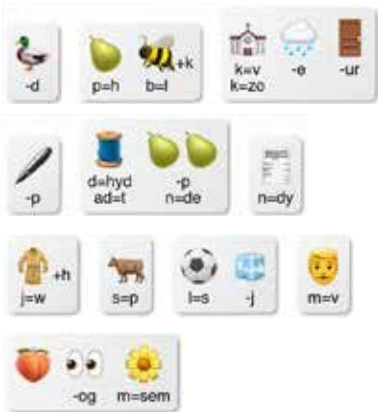 -d p=h b=l +k k=v -e -ur
k=zo
-p d=hyd -p n=dy
ad=t n=de
+h
j=w s=p l=s -j m=v
-og m=sem